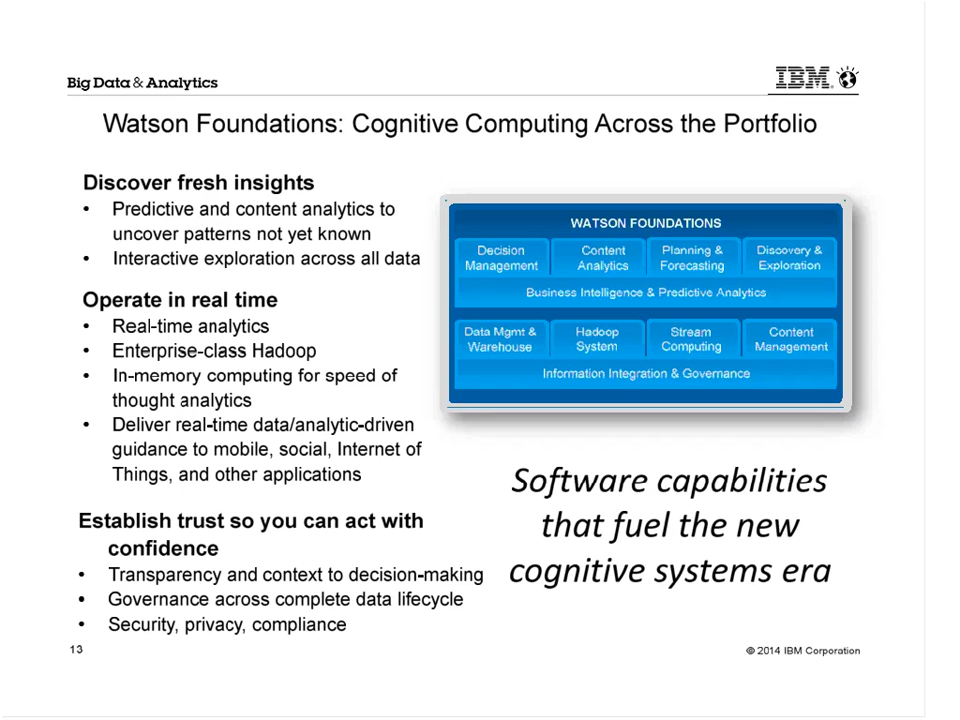 Big Data & Analytics
IBM®
Watson Foundations: Cognitive Computing Across the Portfolio
Discover fresh insights
• Predictive and content analytics to
uncover patterns not yet known
• Interactive exploration across all data
Operate in real time
• Real-time analytics
• Enterprise-class Hadoop
• In-memory computing for speed of
thought analytics
• Deliver real-time data/analytic-driven
guidance to mobile, social, Internet of
Things, and other applications
Establish trust so you can act with
confidence
• Transparency and context to decision-making
• Governance across complete data lifecycle
• Security, privacy, compliance
WATSON FOUNDATIONS
Decision
Management
Content
Analytics
Planning &
Forecasting
Discovery &
Exploration
Business Intelligence & Predictive Analytics
Data Mgmt &
Warehouse
Hadoop
System
Stream
Computing
Content
Management
Information Integration & Governance
Software capabilities
that fuel the new
cognitive systems era
13
© 2014 IBM Corporation